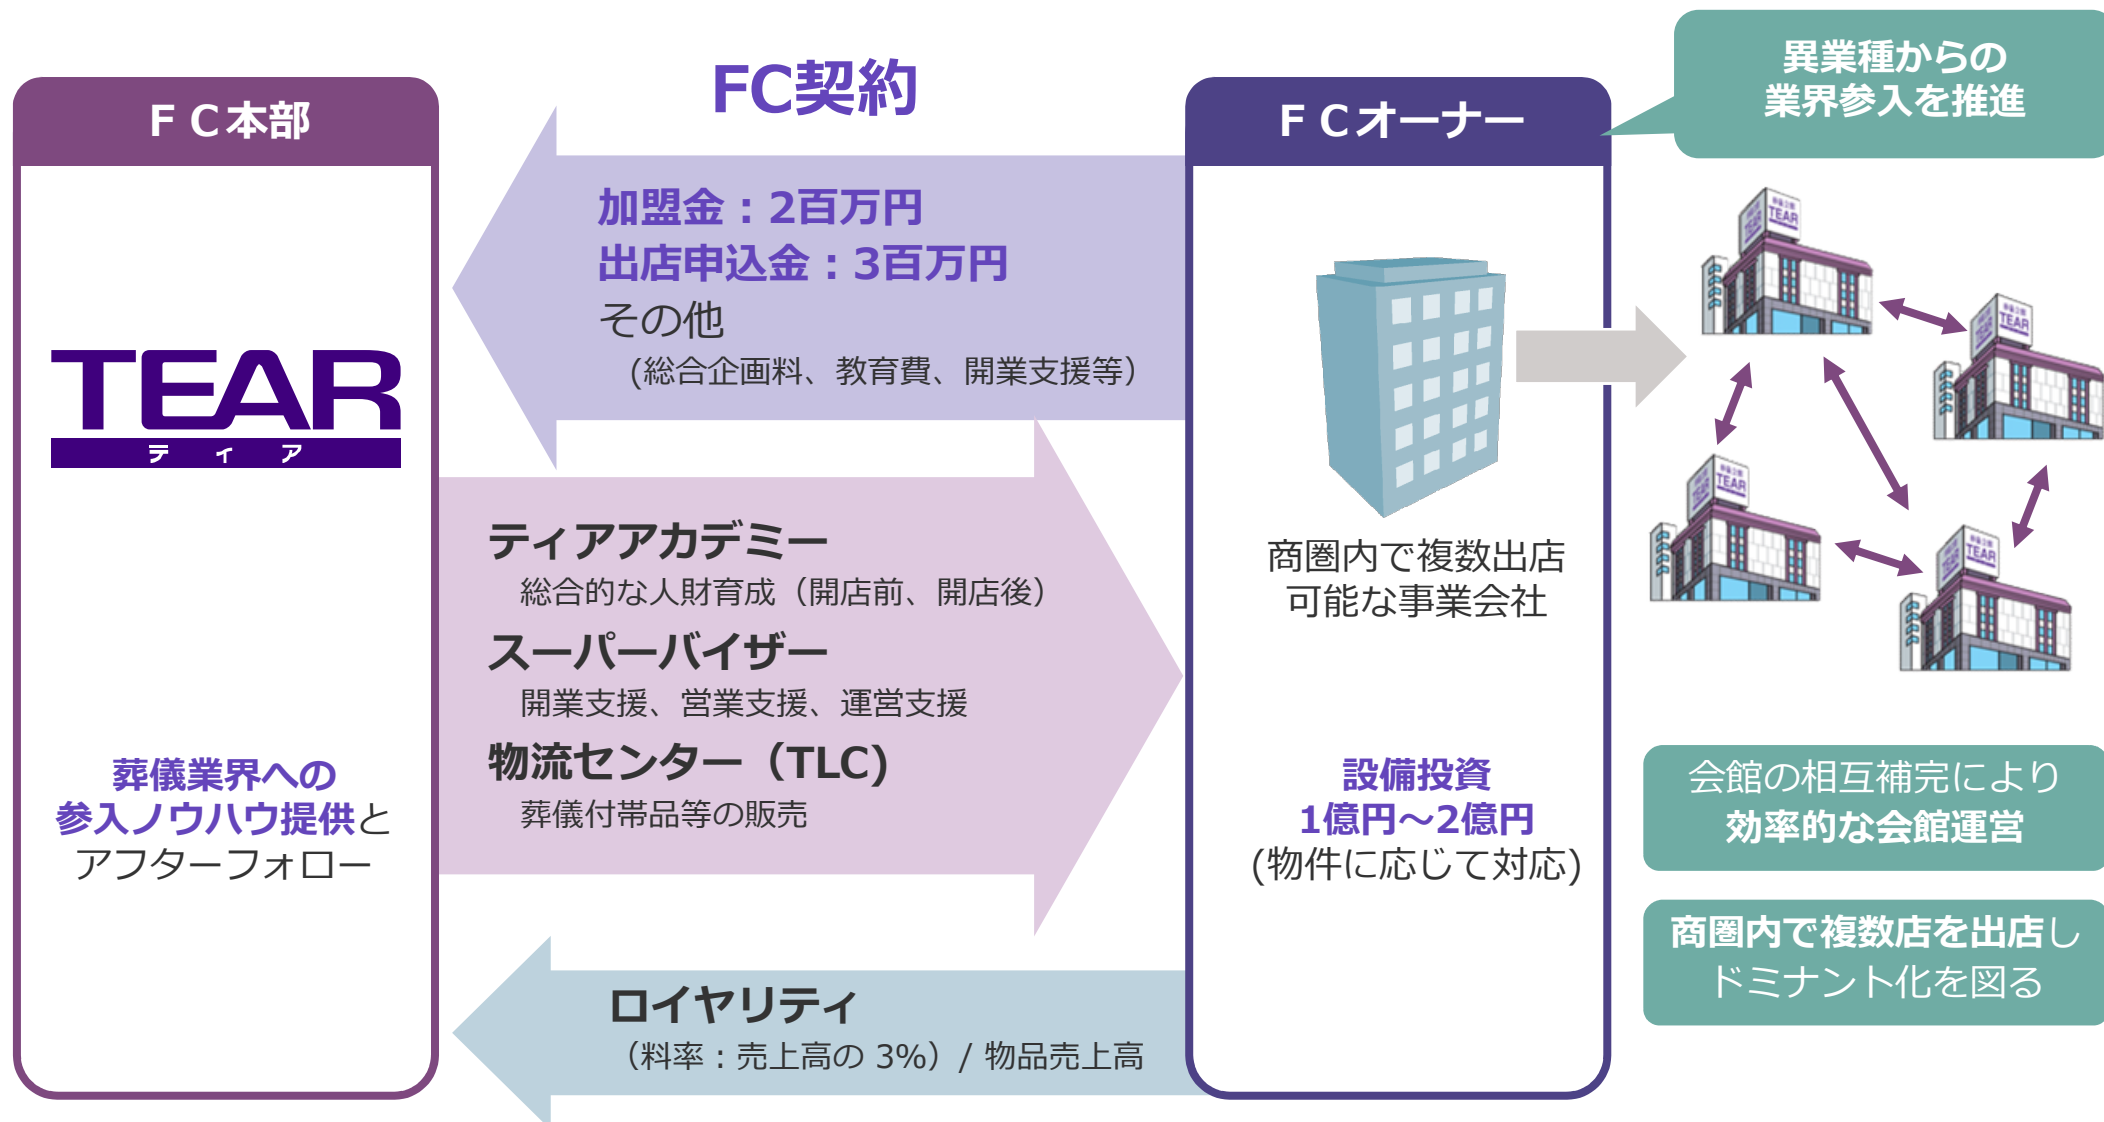 FC契約
ＦＣ本部
TEAR
ティア
葬儀業界への
参入ノウハウ提供と
アフターフォロー
加盟金：2百万円
出店申込金：3百万円
その他
(総合企画料、教育費、開業支援等）
ティアアカデミー
総合的な人財育成（開店前、開店後）
スーパーバイザー
開業支援、営業支援、運営支援
物流センター（TLC)
葬儀付帯品等の販売
ロイヤリティ
（料率：売上高の 3%）/ 物品売上高
ＦＣオーナー
商圏内で複数出店
可能な事業会社
設備投資
1億円～2億円
(物件に応じて対応)
異業種からの
業界参入を推進
TEAR
TEAR
TEAR
TEAR
会館の相互補完により
効率的な会館運営
商圏内で複数店を出店し
ドミナント化を図る